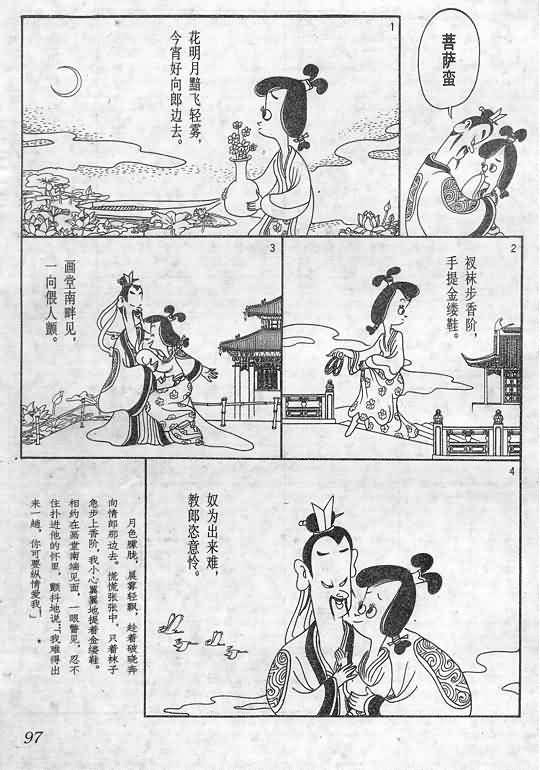 菩萨蛮
1
花明月黯飞轻雾，
今宵好向郎边去。
2
衩袜步香阶，
手提金缕鞋。
3
画堂南畔见，
一向偎人颤。
4
奴为出来难，
教郎恣意怜。
月色朦胧，晨雾轻飘，趁着破晓奔
向情郎那边去。慌慌张张中，只着袜子
急步上香阶，我小心翼翼地提着金缕鞋。
相约在画堂南端见面，一眼瞥见，忍不
住扑进他的怀里，颤抖地说：“我难得出
来一趟，你可要纵情爱我！”
97